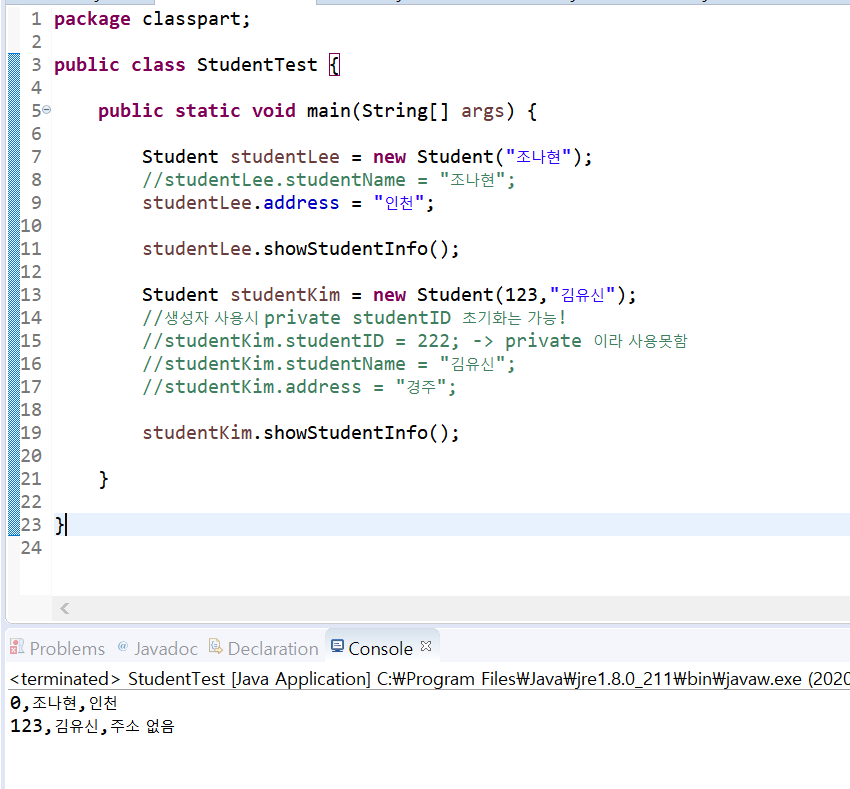 1 package classpart;
2
3 public class StudentTest {
4
5 public static void main(String[] args) {
6
7 Student studentLee = new Student("조나현");
8 //studentLee.studentName = "조나현";
9 studentLee.address = "인천";
10
11 studentLee.showStudentInfo();
12
13 Student studentKim = new Student(123,"김유신");
14 //생성자 사용시 private studentID 초기화는 가능!
15 //studentKim.studentID = 222; -> private 이라 사용못함
16 //studentKim.studentName = "김유신";
17 //studentKim.address = "경주";
18
19 studentKim.showStudentInfo();
20
21 }
22
23 }
24
Problems @ Javadoc Declaration Console
<terminated> StudentTest [Java Application] C:₩Program Files₩Java₩jre1.8.0_211₩bin₩javaw.exe (2020
0,조나현,인천
123,김유신,주소 없음